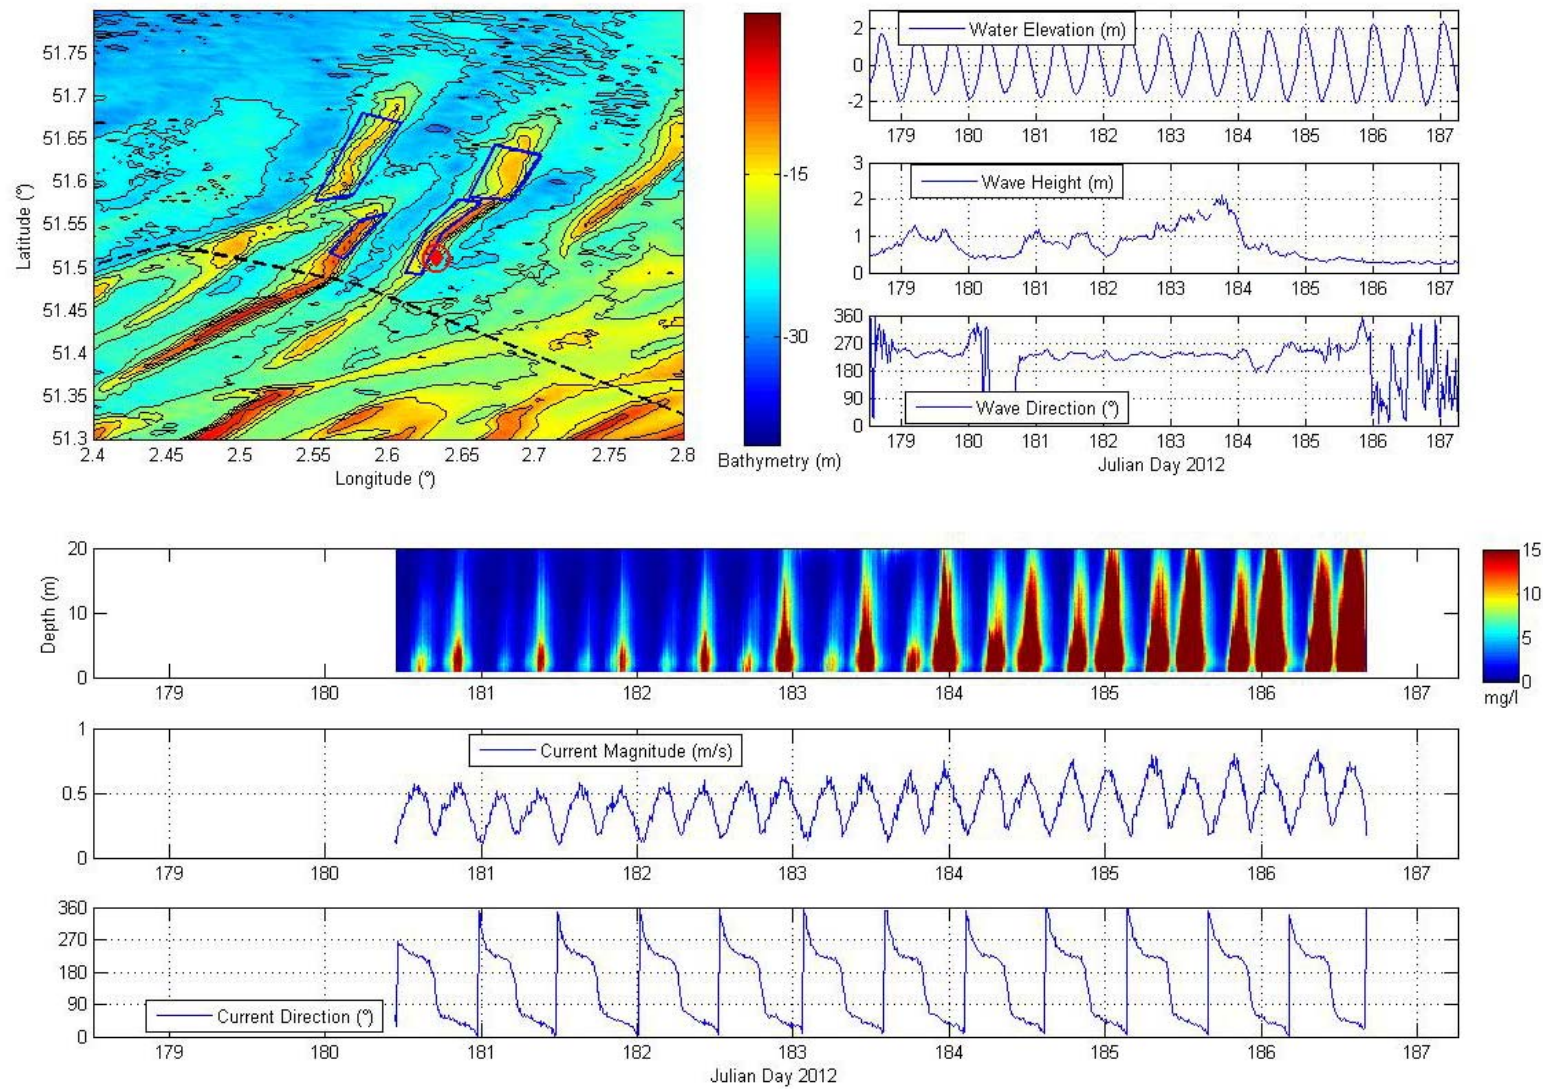 51.75
51.7
51.65
51.6
51.55
51.5
51.45
51.4
51.35
51.3
Latitude (º)
2.4 2.45 2.5 2.55 2.6 2.65 2.7 2.75 2.8
Longitude (º)
-15
-30
Bathymetry (m)
Water Elevation (m)
2
0
-2
179 180 181 182 183 184 185 186 187
Wave Height (m)
3
2
1
0
179 180 181 182 183 184 185 186 187
360
270
180
90
0
Wave Direction (º)
179 180 181 182 183 184 185 186 187
Julian Day 2012
20
10
0
Depth (m)
179 180 181 182 183 184 185 186 187
15
10
5
0
mg/l
1
0.5
0
Current Magnitude (m/s)
179 180 181 182 183 184 185 186 187
360
270
180
90
0
Current Direction (º)
179 180 181 182 183 184 185 186 187
Julian Day 2012